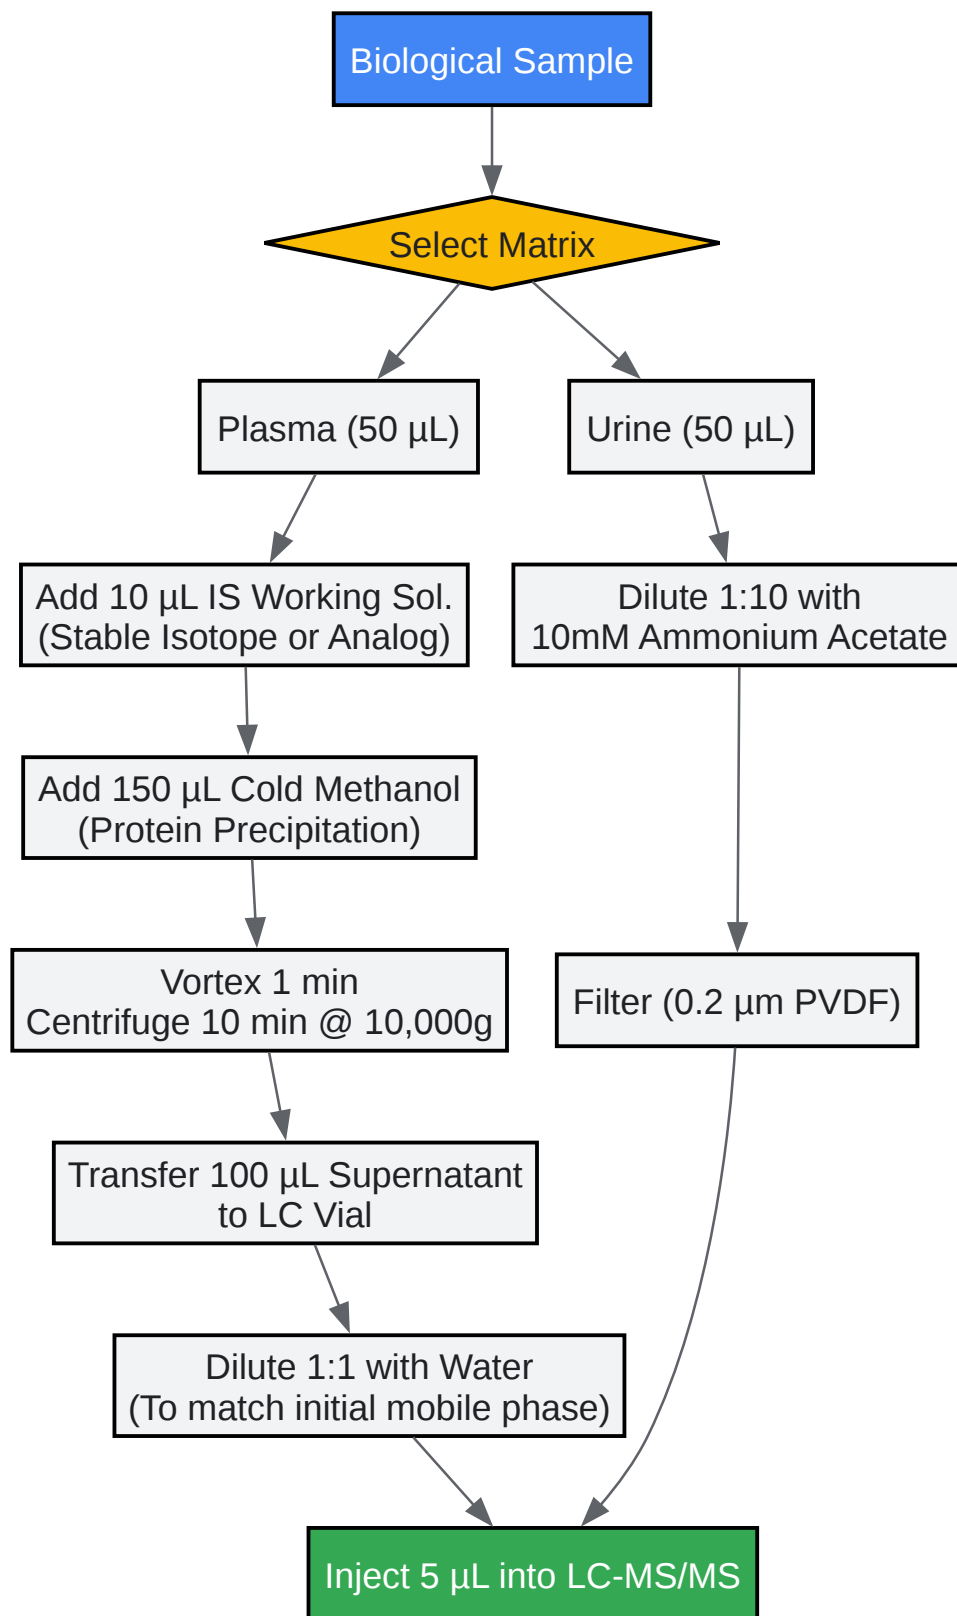 Biological Sample
Select Matrix
Plasma (50 µL)
Urine (50 µL)
Add 10 µL IS Working Sol.
(Stable Isotope or Analog)
Dilute 1:10 with
10mM Ammonium Acetate
Add 150 µL Cold Methanol
(Protein Precipitation)
Vortex 1 min
Centrifuge 10 min @ 10,000g
Filter (0.2 µm PVDF)
Transfer 100 µL Supernatant
to LC Vial
Dilute 1:1 with Water
(To match initial mobile phase)
Inject 5 µL into LC-MS/MS